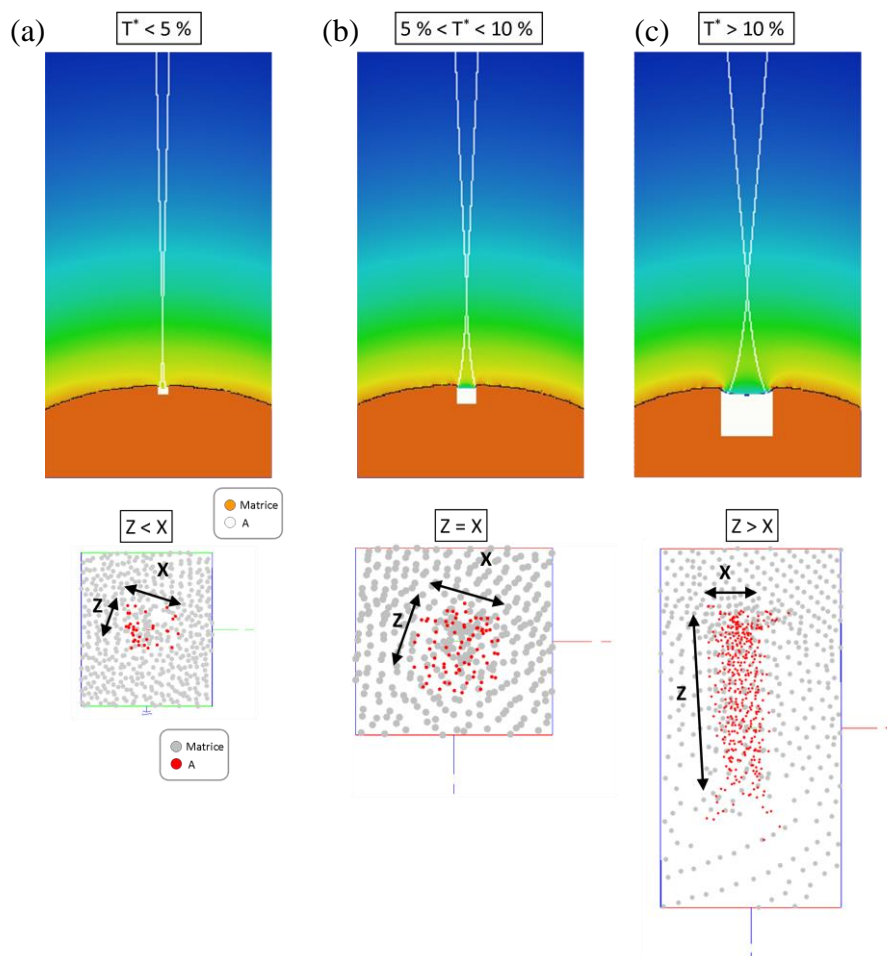 (a) T* < 5 % (b) 5 % < T* < 10 % (c) T* > 10 %
Matrice
A
Z < X Z = X Z > X
X
Z
X
Z
X
Z
Matrice
A